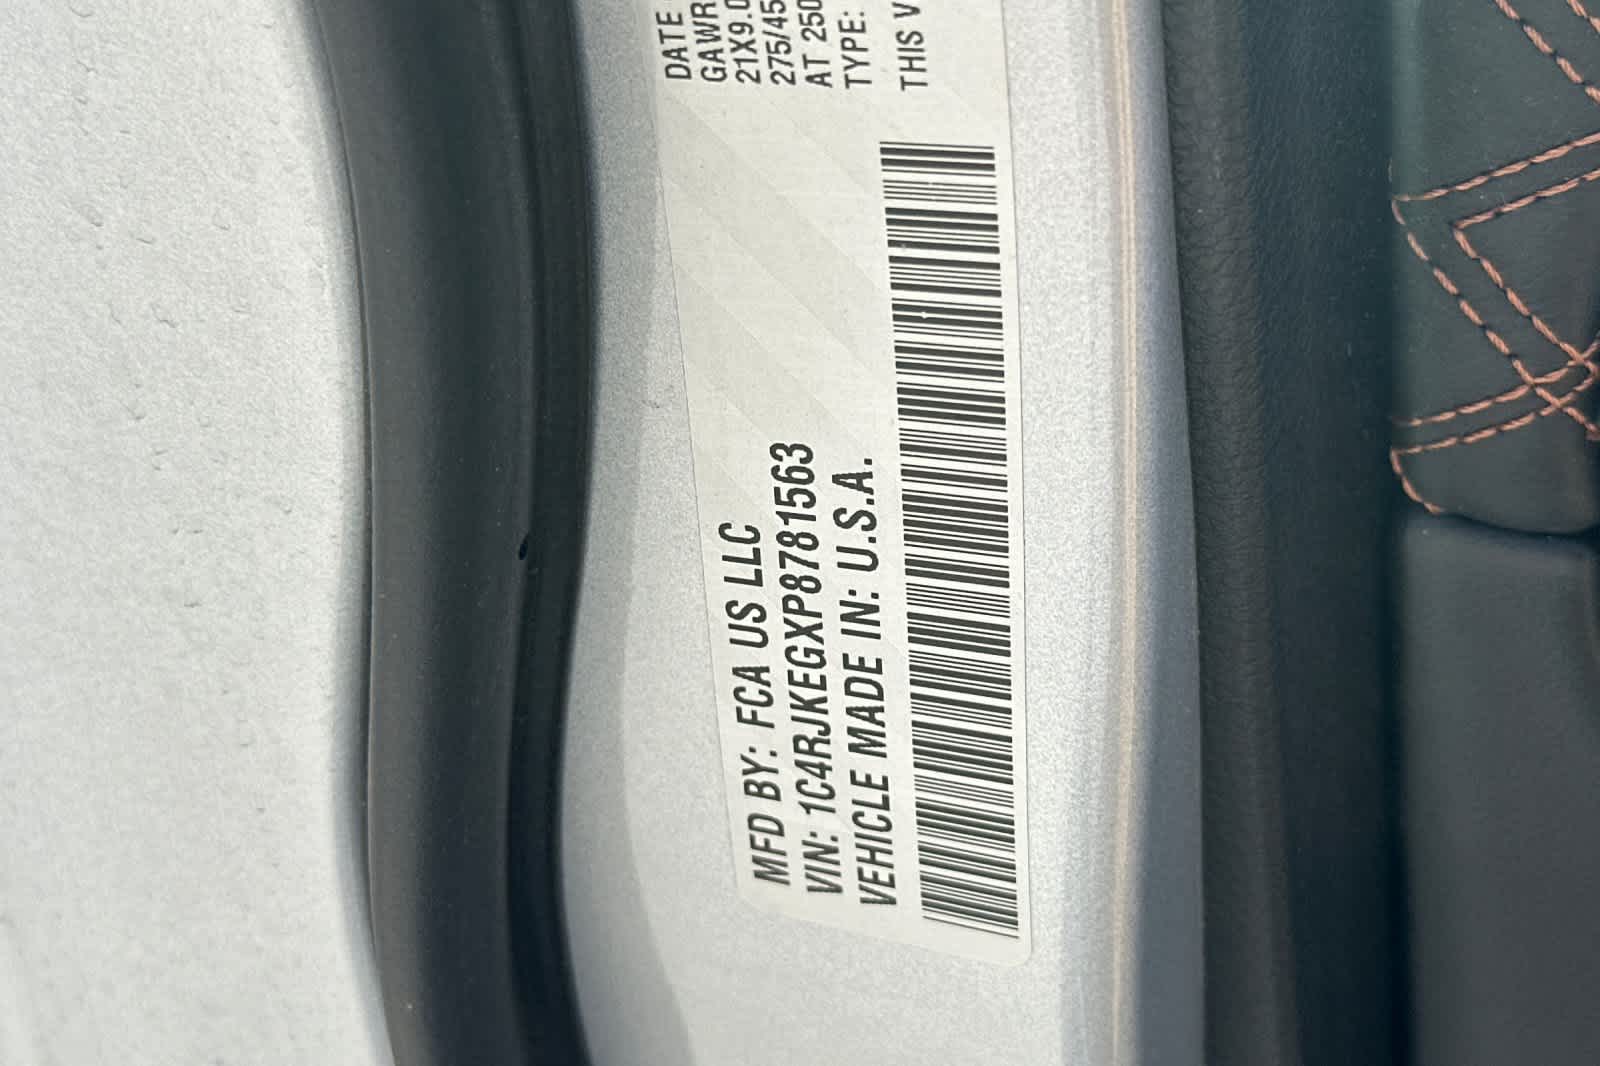 MFD BY: FCA US LLC
VIN: 1C4RJKEGXP8781563
VEHICLE MADE IN: U.S.A.
DATE
GAWR
21X9.0
275/45
AT 250
TYPE:
THIS V